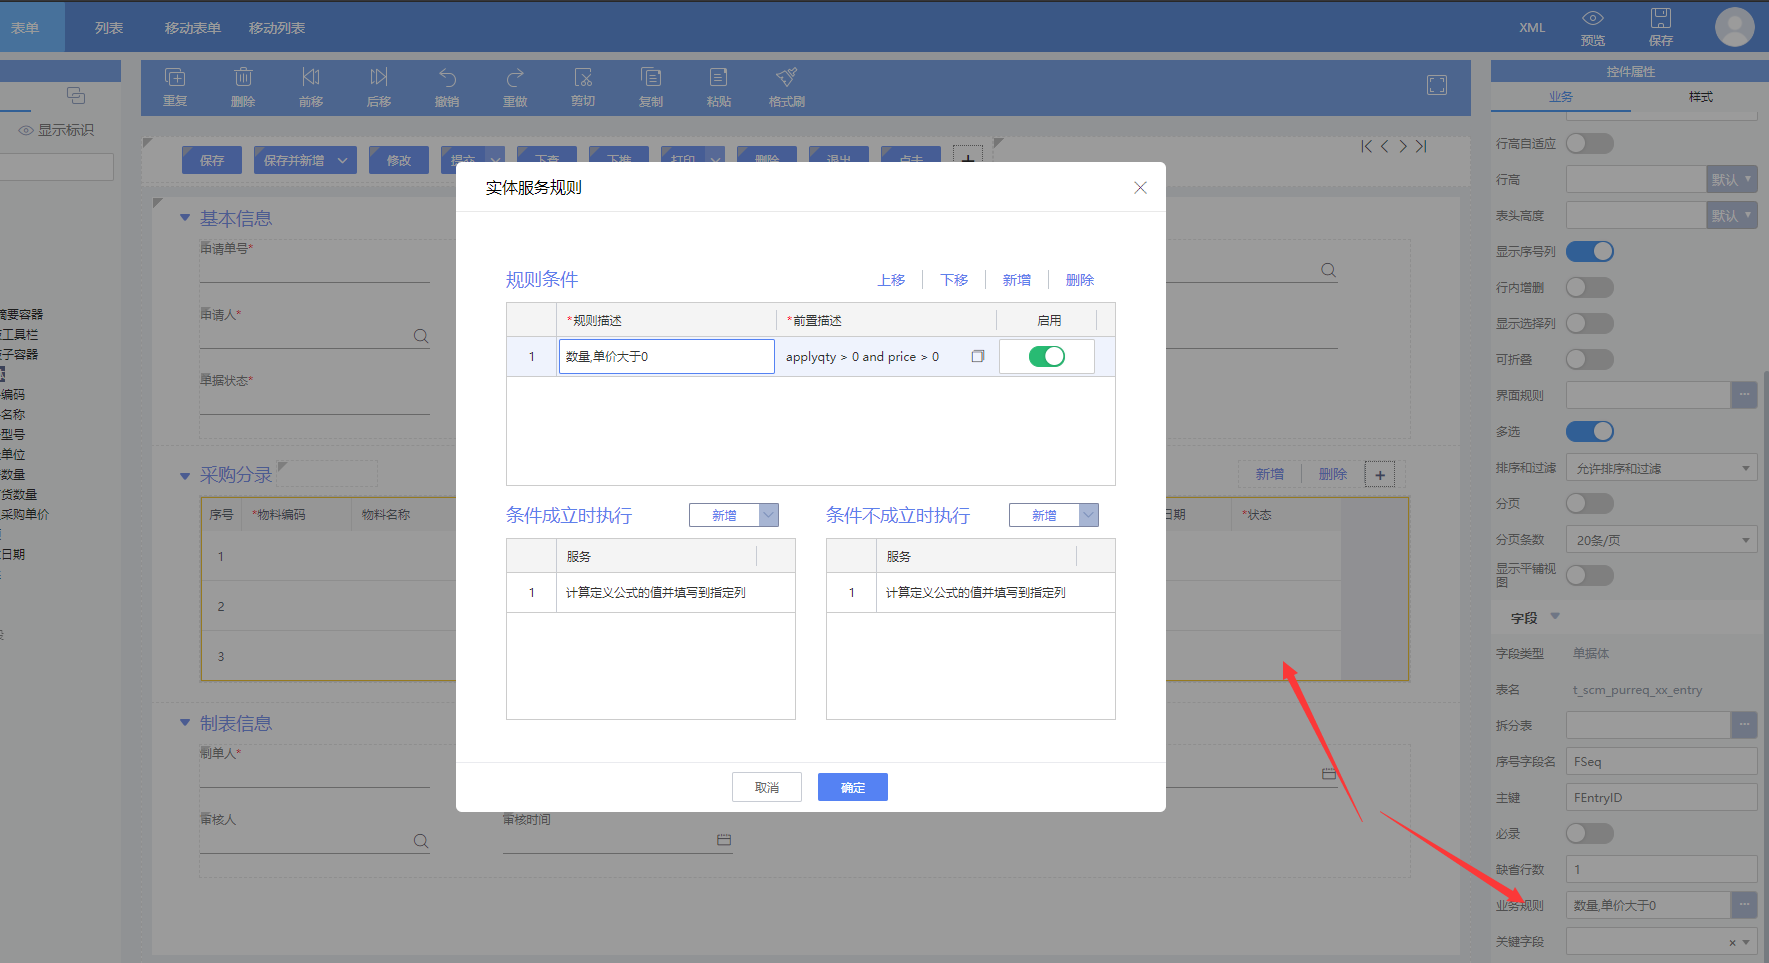 表单 列表 移动表单 移动列表 XML 预览 保存
重复 删除 前移 后移 撤销 重做 剪切 复制 粘贴 格式刷
控件属性
业务 样式
显示标识
保存 保存并新增 修改 提交 下查 下推 打印 删除 退出 点击
基本信息
申请单号*
申请人*
单据状态*
摘要容器
工具栏
子容器
编码
名称
型号
单位
数量
货数量
采购单价
日期
采购分录
新增 删除
序号 *物料编码 物料名称 日期 *状态
1
2
3
制表信息
制单人*
审核人 审核时间
实体服务规则
规则条件 上移 下移 新增 删除
*规则描述 *前置描述 启用
1 数量,单价大于0 applyqty > 0 and price > 0
条件成立时执行 新增 条件不成立时执行 新增
服务 服务
1 计算定义公式的值并填写到指定列 1 计算定义公式的值并填写到指定列
取消 确定
行高自适应
行高 默认
表头高度 默认
显示序号列
行内增删
显示选择列
可折叠
界面规则
多选
排序和过滤 允许排序和过滤
分页
分页条数 20条/页
显示平铺视
图
字段
字段类型 单据体
表名 t_scm_purreq_xx_entry
拆分表
序号字段名 FSeq
主键 FEntryID
必录
缺省行数 1
业务规则 数量,单价大于0
关键字段